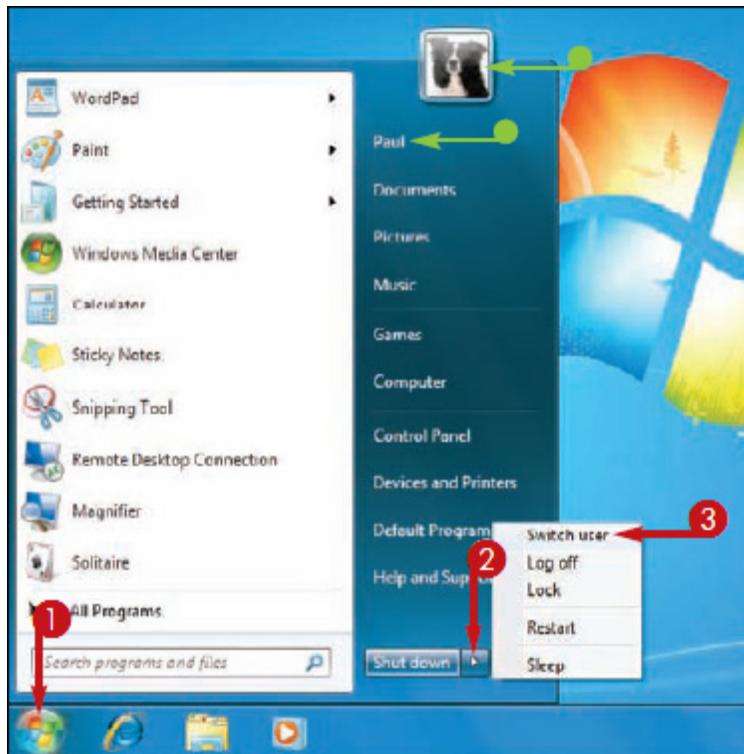 WordPad
Paint
Getting Started
Windows Media Center
Calculator
Sticky Notes
Snipping Tool
Remote Desktop Connection
Magnifier
Solitaire
All Programs
Search programs and files
Paul
Documents
Pictures
Music
Games
Computer
Control Panel
Devices and Printers
Default Program
Help and Suppo
Shut down
Switch user
Log off
Lock
Restart
Sleep
1
2
3